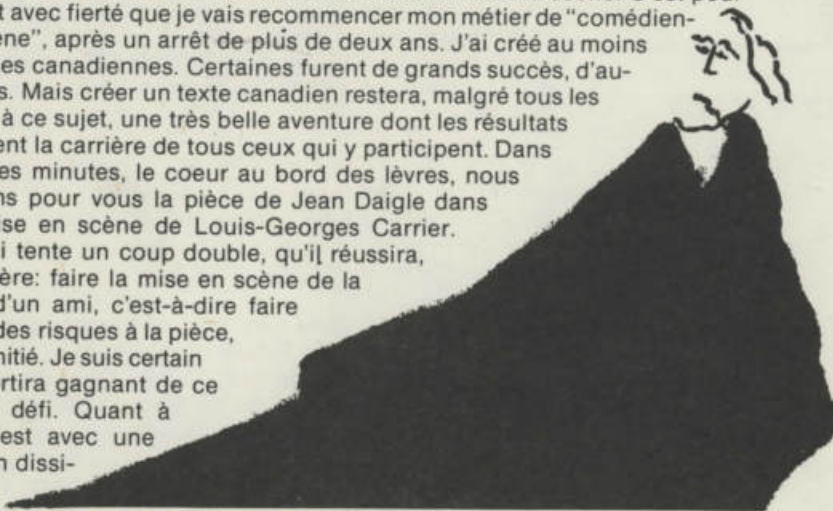 t avec fierté que je vais recommencer mon métier de "comédien-
ène", après un arrêt de plus de deux ans. J'ai créé au moins
es canadiennes. Certaines furent de grands succès, d'au-
s. Mais créer un texte canadien restera, malgré tous les
à ce sujet, une très belle aventure dont les résultats
ent la carrière de tous ceux qui y participent. Dans
es minutes, le coeur au bord des lèvres, nous
ns pour vous la pièce de Jean Daigle dans
ise en scène de Louis-Georges Carrier.
i tente un coup double, qu'il réussira,
ère: faire la mise en scène de la
d'un ami, c'est-à-dire faire
des risques à la pièce,
nitié. Je suis certain
rtira gagnant de ce
défi. Quant à
est avec une
n dissi-